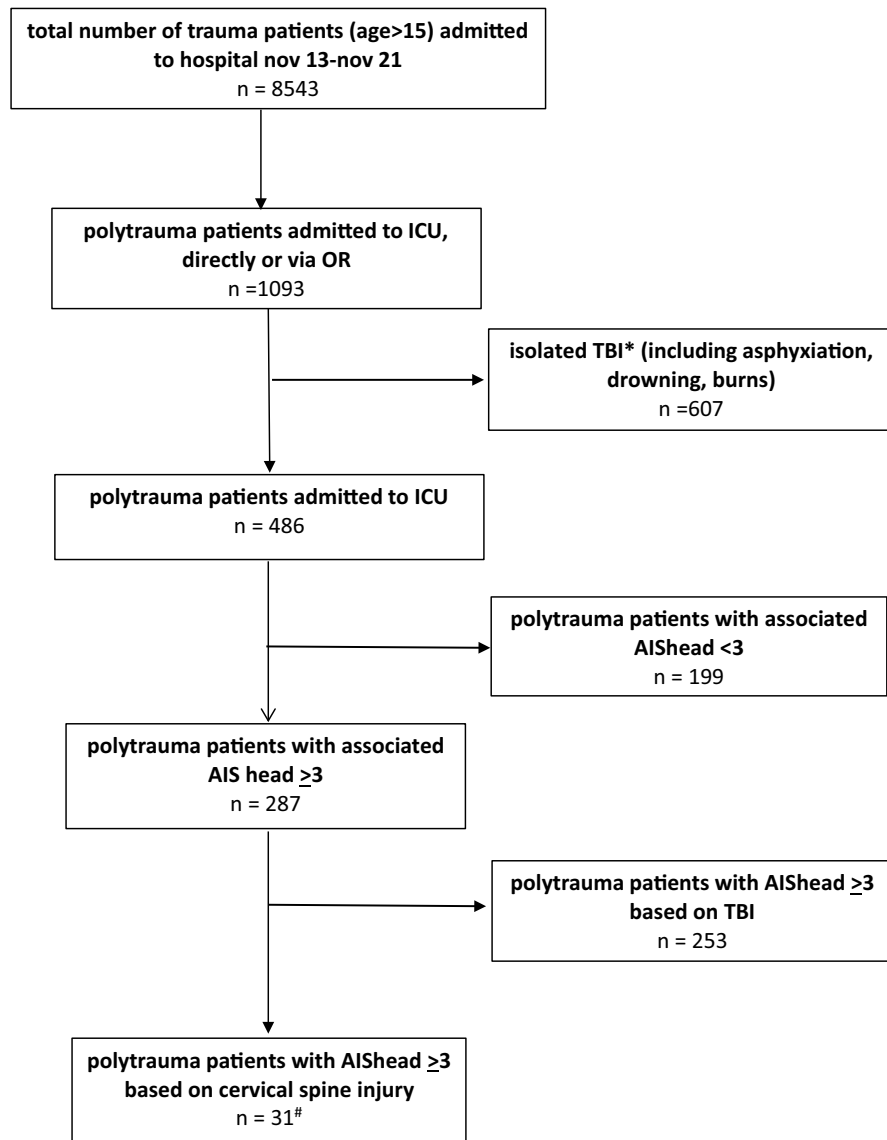 total number of trauma patients (age>15) admitted
to hospital nov 13-nov 21
n = 8543
polytrauma patients admitted to ICU,
directly or via OR
n =1093
isolated TBI* (including asphyxiation,
drowning, burns)
n =607
polytrauma patients admitted to ICU
n = 486
polytrauma patients with associated
AIShead <3
n = 199
polytrauma patients with associated
AIS head ≥3
n = 287
polytrauma patients with AIShead ≥3
based on TBI
n = 253
polytrauma patients with AIShead ≥3
based on cervical spine injury
n = 31#